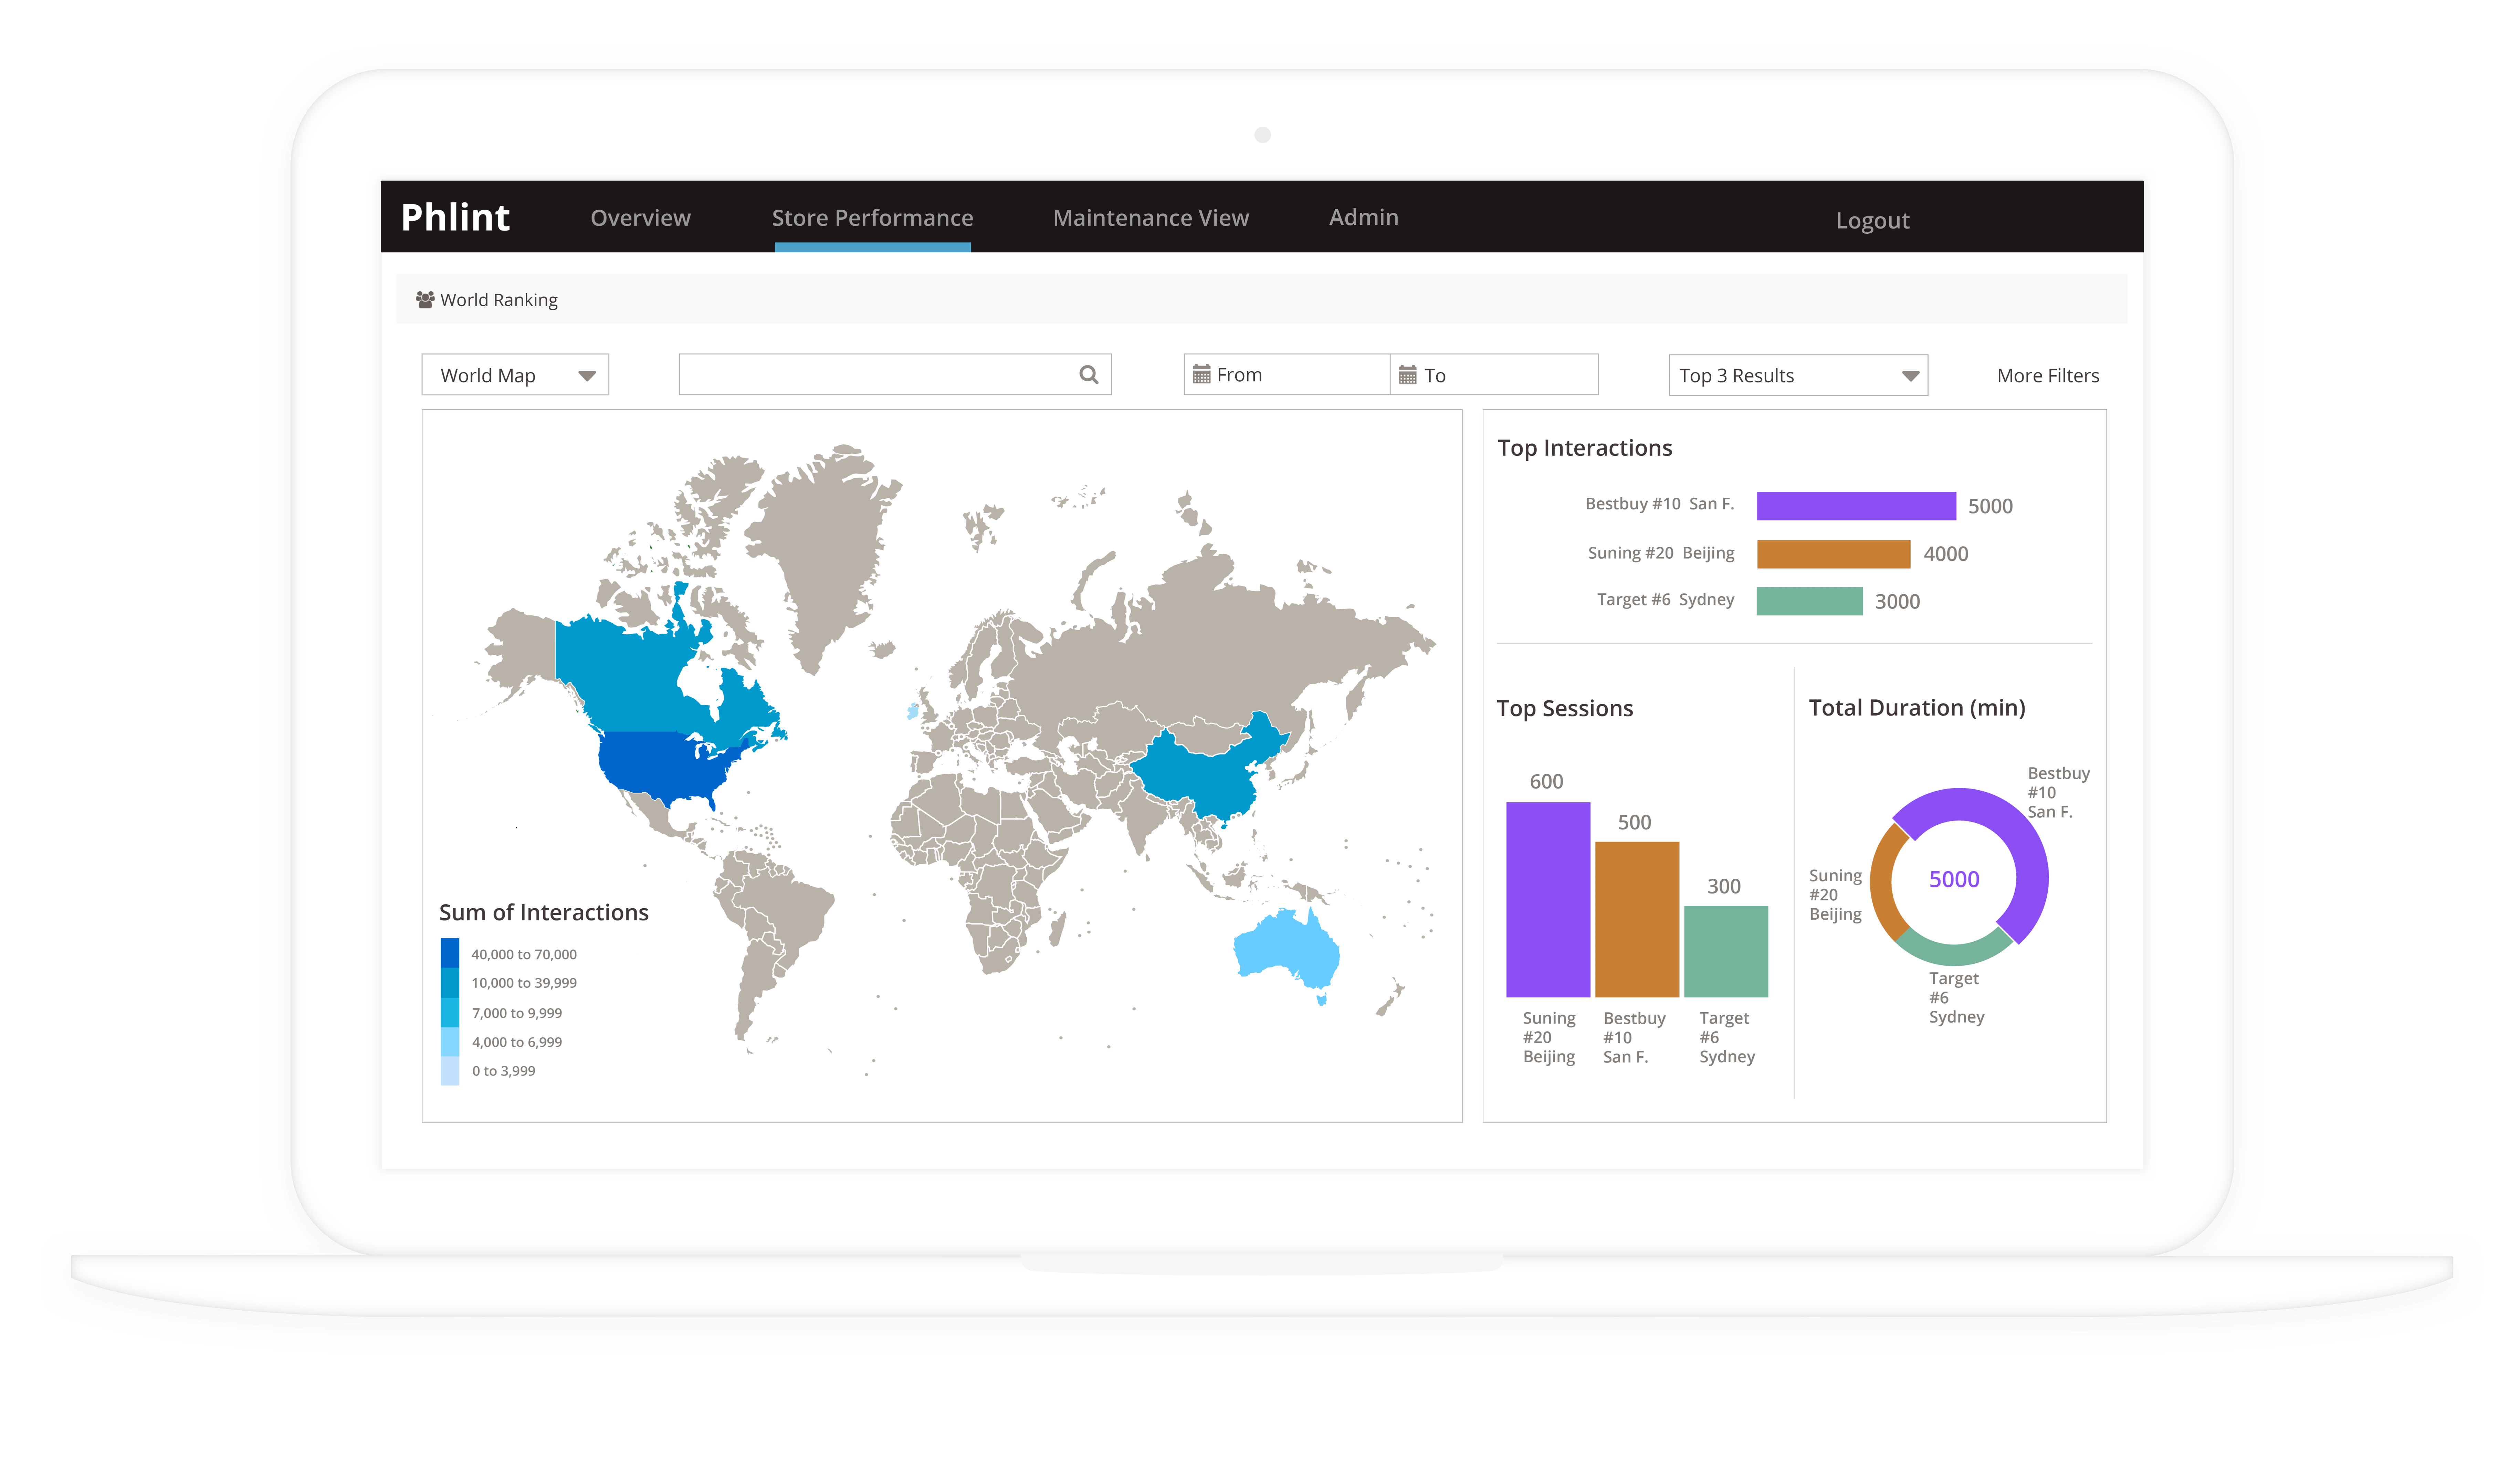 Phlint
Overview
Store Performance
Maintenance View
Admin
Logout
World Ranking
World Map
From
To
Top 3 Results
More Filters
Sum of Interactions
40,000 to 70,000
10,000 to 39,999
7,000 to 9,999
4,000 to 6,999
0 to 3,999
Top Interactions
Bestbuy #10 San F.
5000
Suning #20 Beijing
4000
Target #6 Sydney
3000
Top Sessions
600
500
300
Suning
#20
Beijing
Bestbuy
#10
San F.
Target
#6
Sydney
Total Duration (min)
Bestbuy
#10
San F.
Suning
#20
Beijing
5000
Target
#6
Sydney